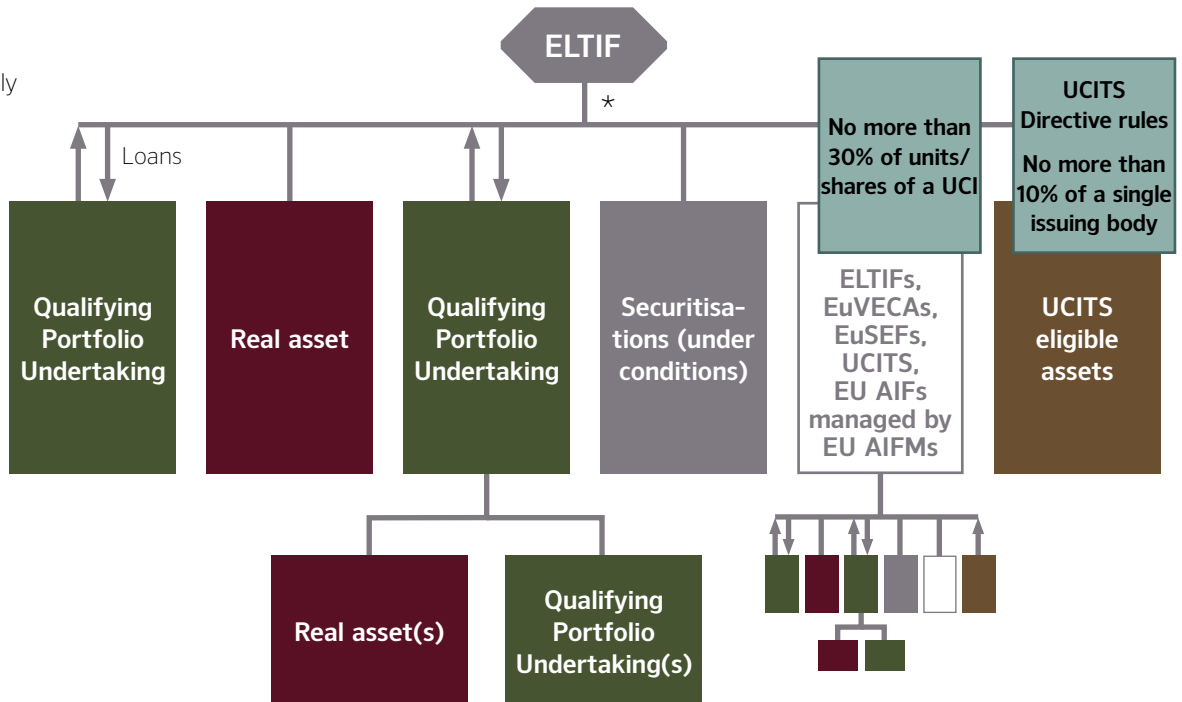 ELTIF
ly
*
Loans
No more than
30% of units/
shares of a UCI
UCITS
Directive rules
No more than
10% of a single
issuing body
Qualifying
Portfolio
Undertaking
Real asset
Qualifying
Portfolio
Undertaking
Securitisa-
tions (under
conditions)
ELTIFs,
EuVECAs,
EuSEFs,
UCITS,
EU AIFs
managed by
EU AIFMs
UCITS
eligible
assets
Real asset(s)
Qualifying
Portfolio
Undertaking(s)